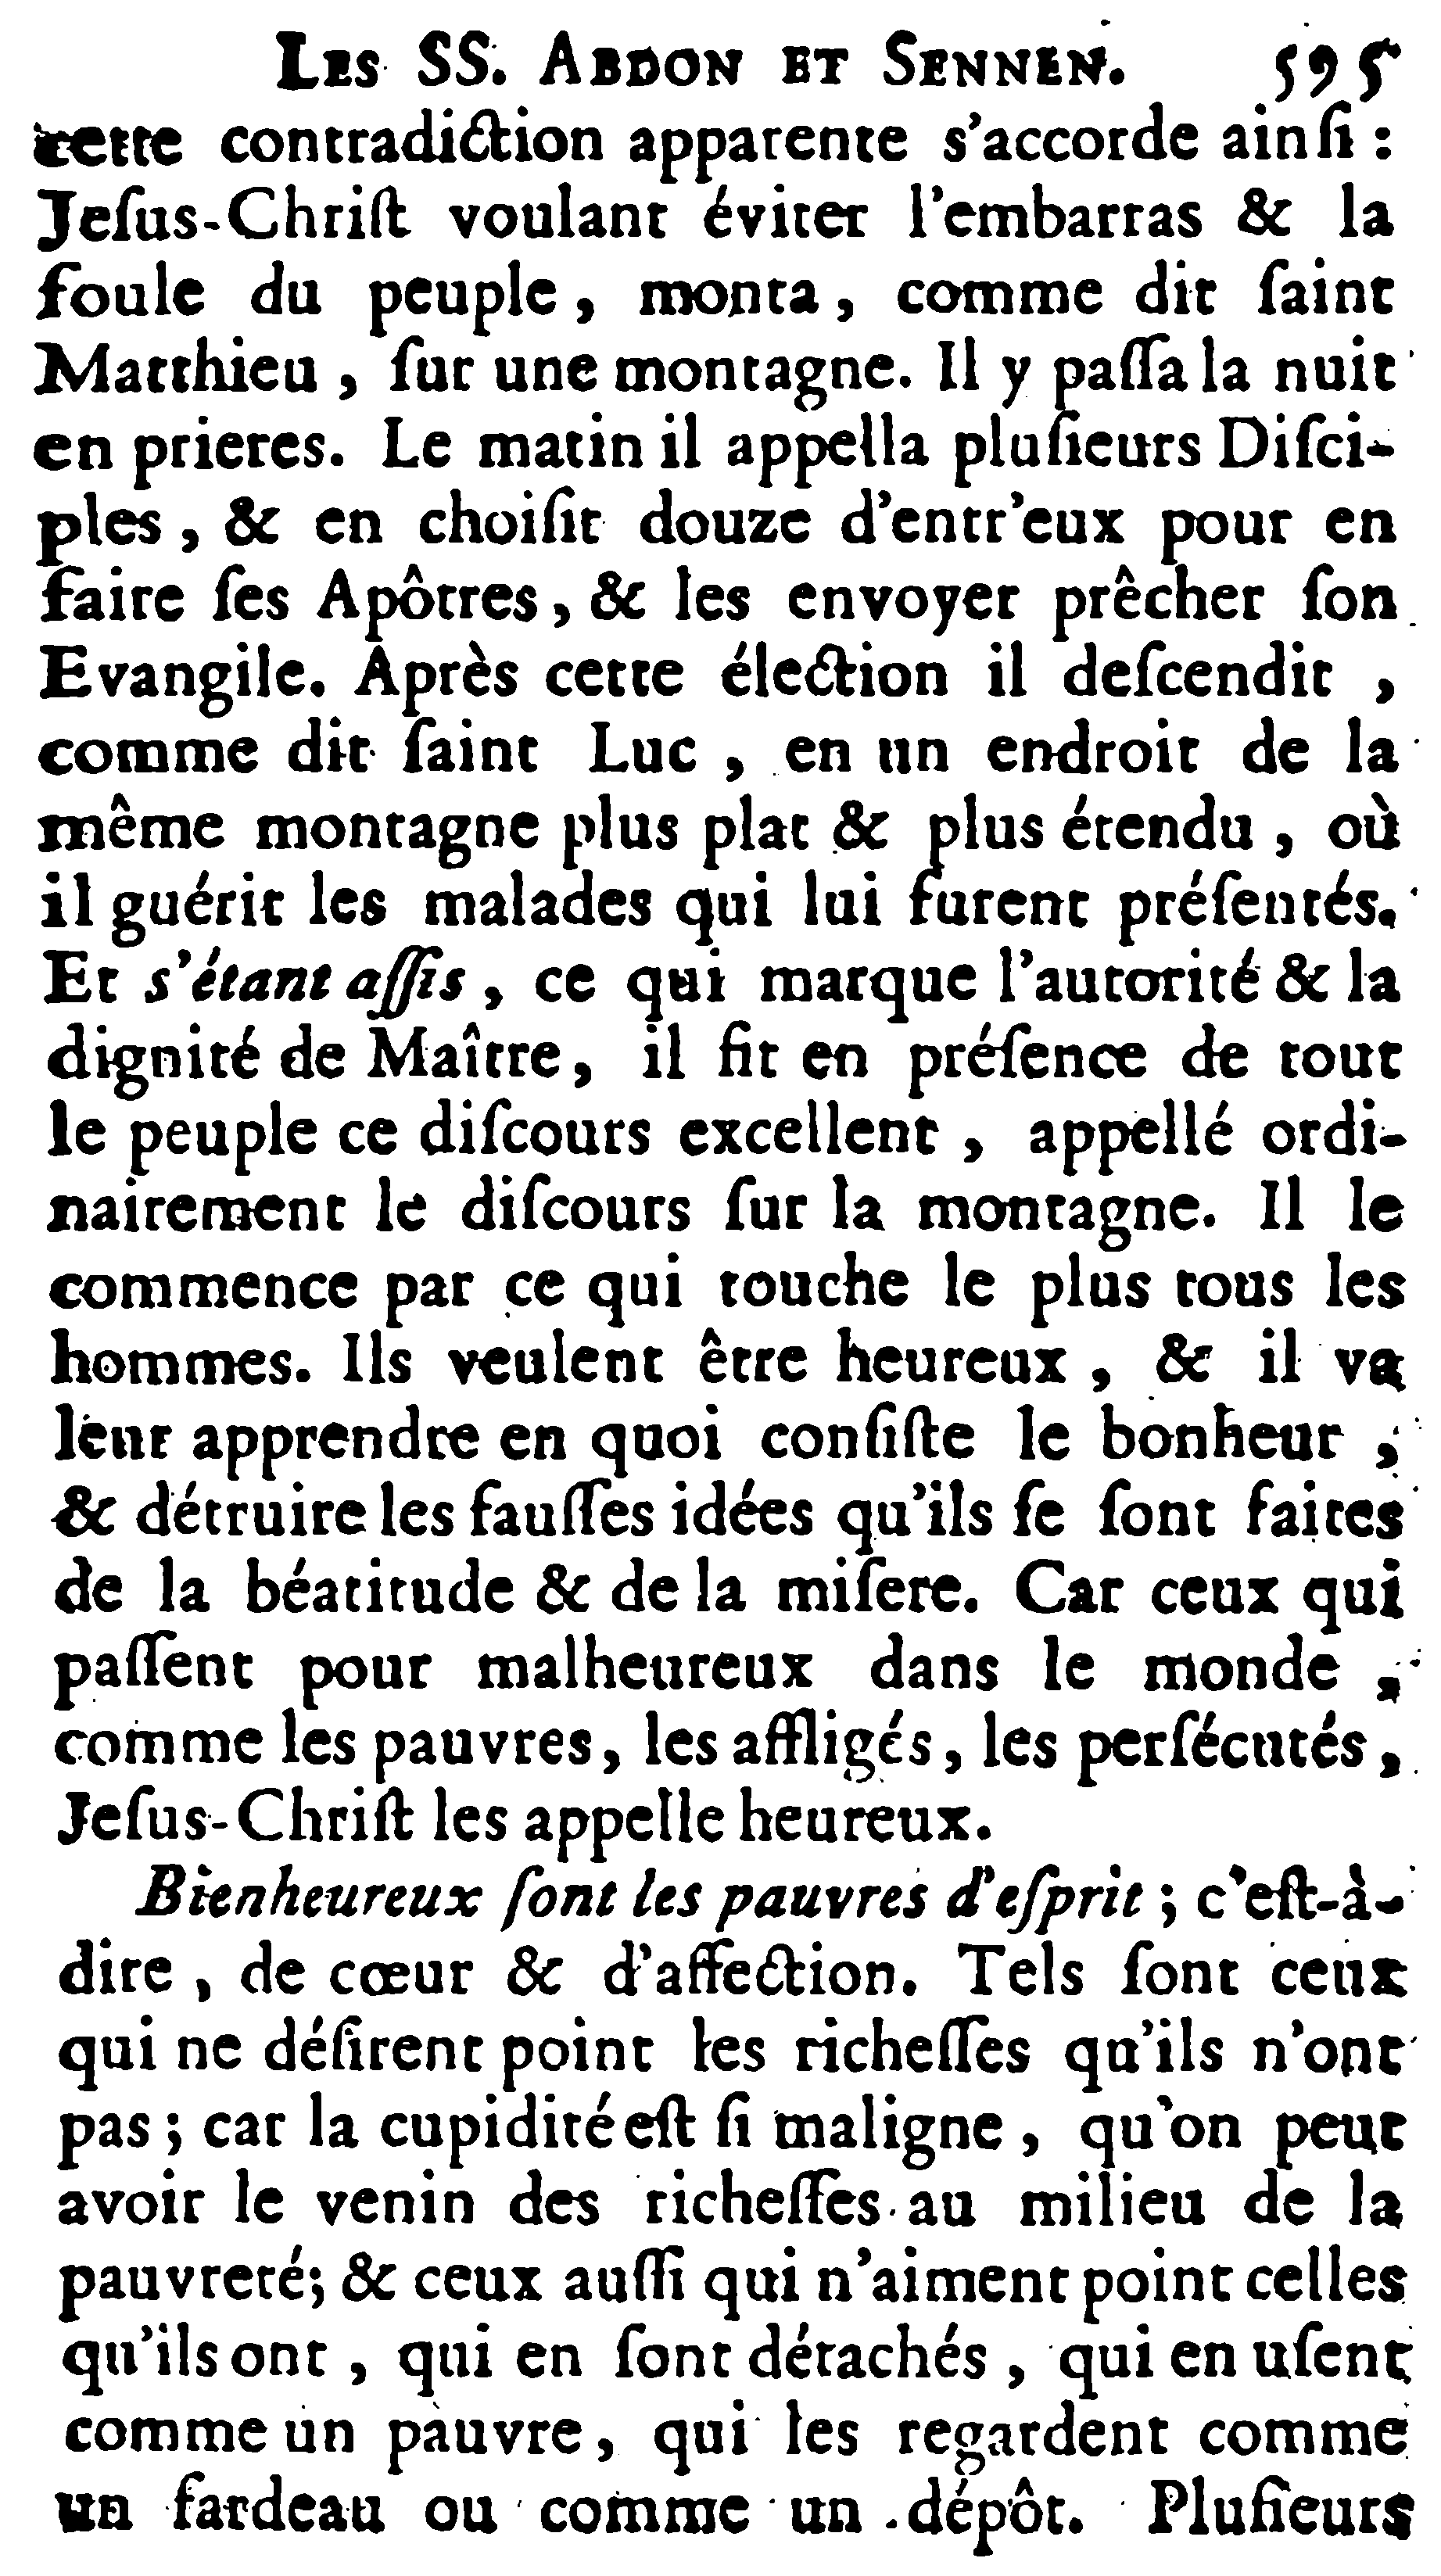 LES SS. ABDON ET SENNEN. 595
cette contradiction apparente s'accorde ainſi :
Jeſus-Chriſt voulant éviter l'embarras & la
foule du peuple, monta, comme dit ſaint
Matthieu, ſur une montagne. Il y paſſa la nuit
en prieres. Le matin il appella pluſieurs Diſci-
ples, & en choiſit douze d'entr'eux pour en
faire ſes Apôtres, & les envoyer prêcher ſon
Evangile. Après cette élection il deſcendit,
comme dit ſaint Luc, en un endroit de la
même montagne plus plat & plus étendu, où
il guérit les malades qui lui furent préſentés.
Et s'étant aſſis, ce qui marque l'autorité & la
dignité de Maître, il fit en préſence de tout
le peuple ce diſcours excellent, appellé ordi-
nairement le diſcours ſur la montagne. Il le
commence par ce qui touche le plus tous les
hommes. Ils veulent être heureux, & il va
leur apprendre en quoi conſiſte le bonheur,
& détruire les fauſſes idées qu'ils ſe ſont faites
de la béatitude & de la miſere. Car ceux qui
paſſent pour malheureux dans le monde,
comme les pauvres, les affligés, les perſécutés,
Jeſus-Chriſt les appelle heureux.
Bienheureux ſont les pauvres d'eſprit ; c'eſt-à-
dire, de cœur & d'affection. Tels ſont ceux
qui ne déſirent point les richeſſes qu'ils n'ont
pas ; car la cupidité eſt ſi maligne, qu'on peut
avoir le venin des richeſſes au milieu de la
pauvreté; & ceux auſſi qui n'aiment point celles
qu'ils ont, qui en ſont détachés, qui en uſent
comme un pauvre, qui les regardent comme
un fardeau ou comme un dépôt. Pluſieurs